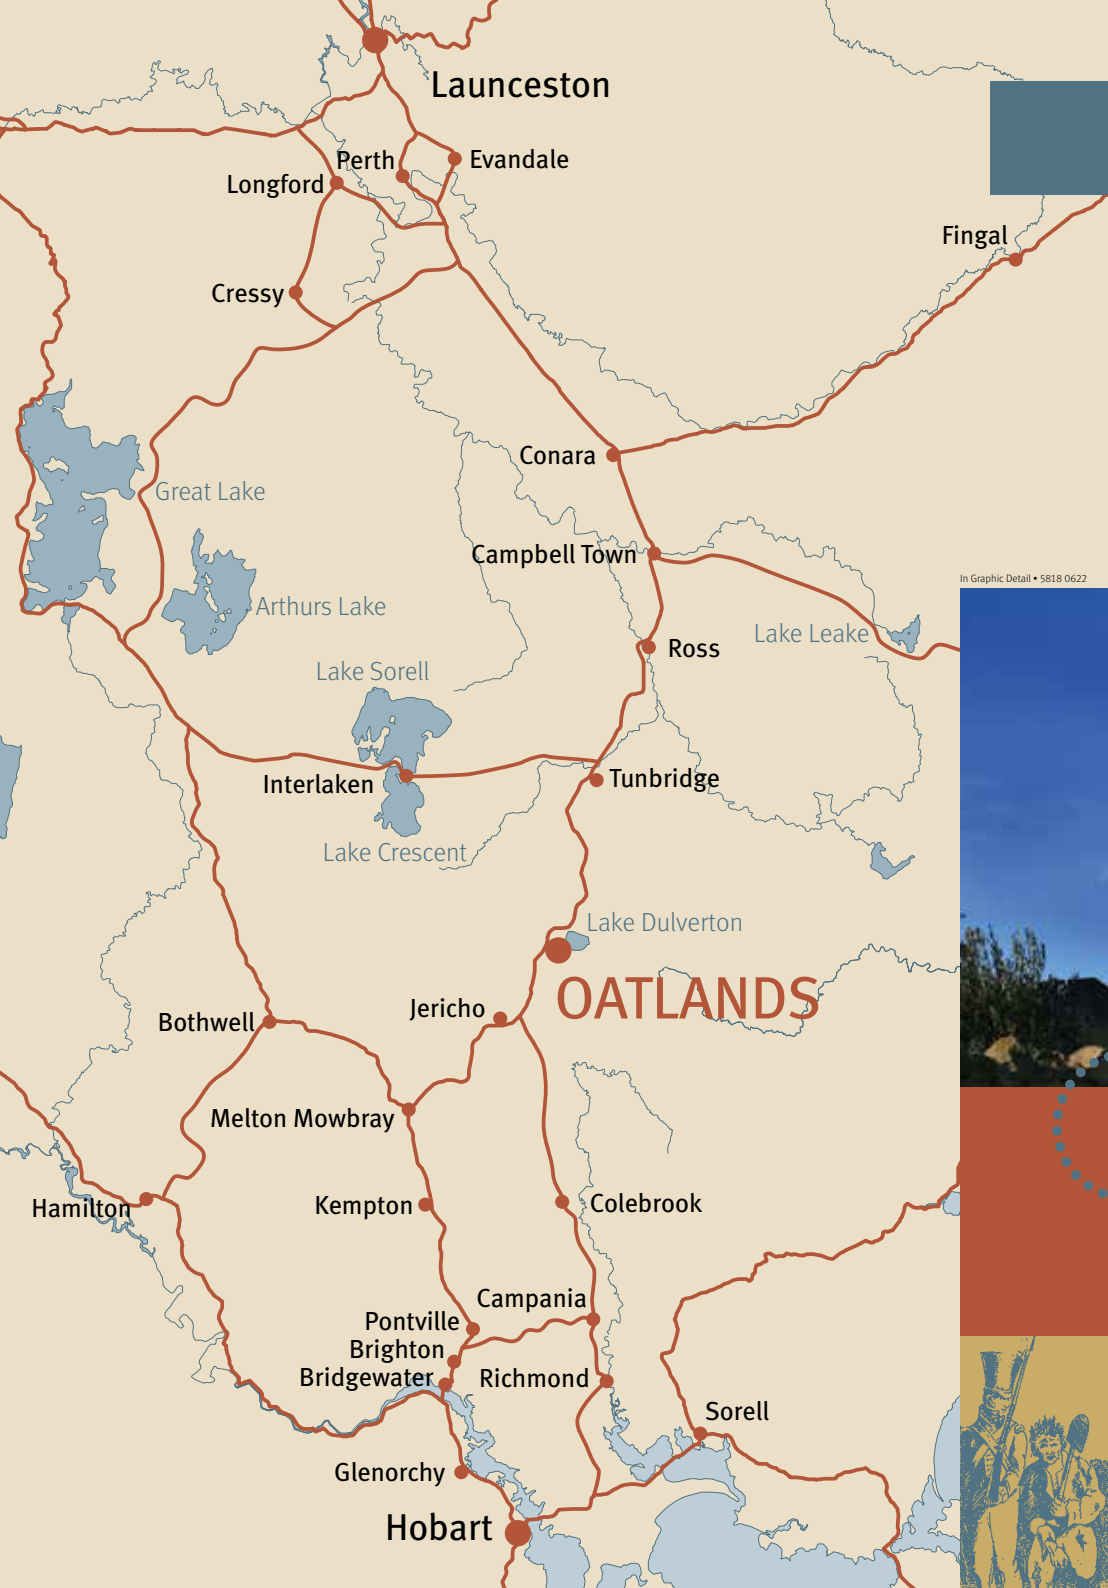 Launceston
Perth
Evandale
Longford
Fingal
Cressy
Conara
Great Lake
Campbell Town
In Graphic Detail • 5818 0622
Arthurs Lake
Lake Leake
Ross
Lake Sorell
Interlaken
Tunbridge
Lake Crescent
Lake Dulverton
OATLANDS
Jericho
Bothwell
Melton Mowbray
Hamilton
Kempton
Colebrook
Campania
Pontville
Brighton
Bridgewater
Richmond
Sorell
Glenorchy
Hobart